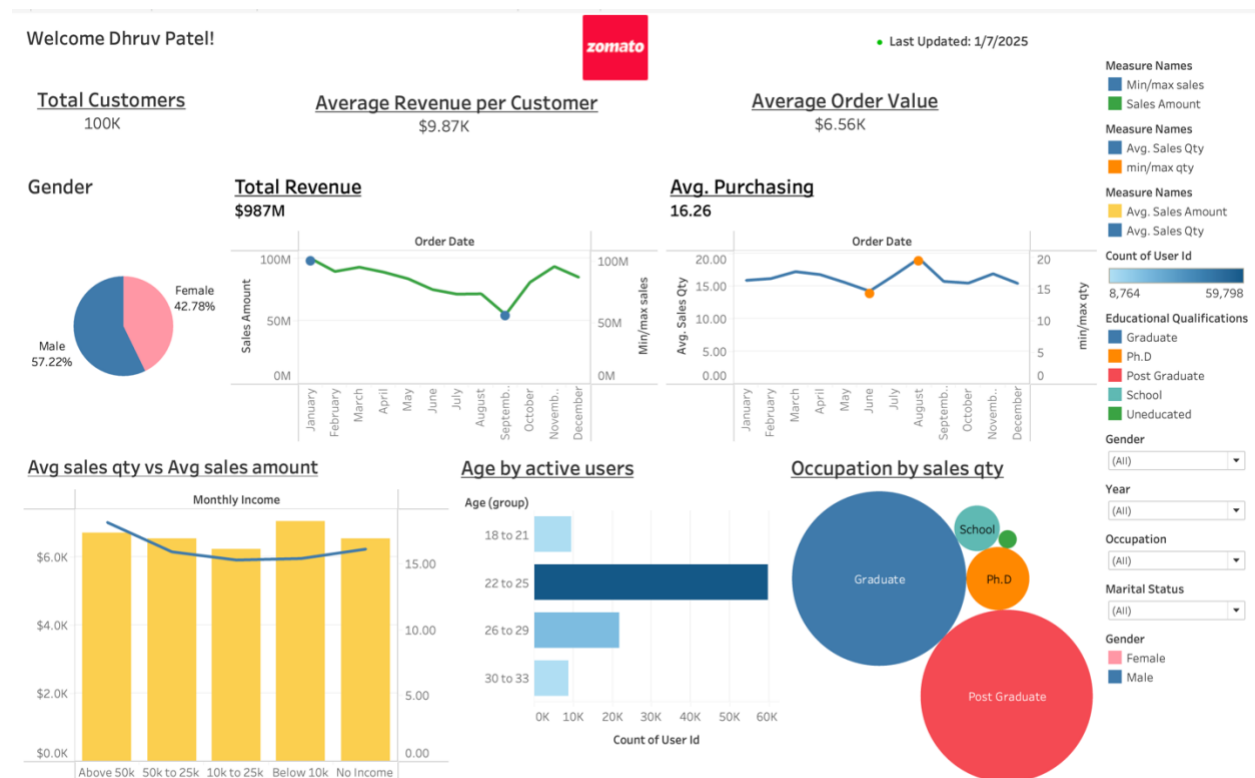 Welcome Dhruv Patel!
zomato
Last Updated: 1/7/2025
Total Customers
100K
Average Revenue per Customer
$9.87K
Average Order Value
$6.56K
Gender
Female
42.78%
Male
57.22%
Total Revenue
$987M
Order Date
100M
50M
0M
Sales Amount
100M
50M
0M
Min/max sales
January
February
March
April
May
June
July
August
Septemb..
October
Novemb..
December
Avg. Purchasing
16.26
Order Date
20.00
15.00
10.00
5.00
0.00
Avg. Sales Qty
20
15
10
5
0
min/max qty
January
February
March
April
May
June
July
August
Septemb..
October
Novemb..
December
Avg sales qty vs Avg sales amount
Monthly Income
$6.0K
$4.0K
$2.0K
$0.0K
15.00
10.00
5.00
0.00
Above 50k
50k to 25k
10k to 25k
Below 10k
No Income
Age by active users
Age (group)
18 to 21
22 to 25
26 to 29
30 to 33
0K
10K
20K
30K
40K
50K
60K
Count of User Id
Occupation by sales qty
Graduate
School
Ph.D
Post Graduate
Measure Names
Min/max sales
Sales Amount
Measure Names
Avg. Sales Qty
min/max qty
Measure Names
Avg. Sales Amount
Avg. Sales Qty
Count of User Id
8,764
59,798
Educational Qualifications
Graduate
Ph.D
Post Graduate
School
Uneducated
Gender
(All)
Year
(All)
Occupation
(All)
Marital Status
(All)
Gender
Female
Male